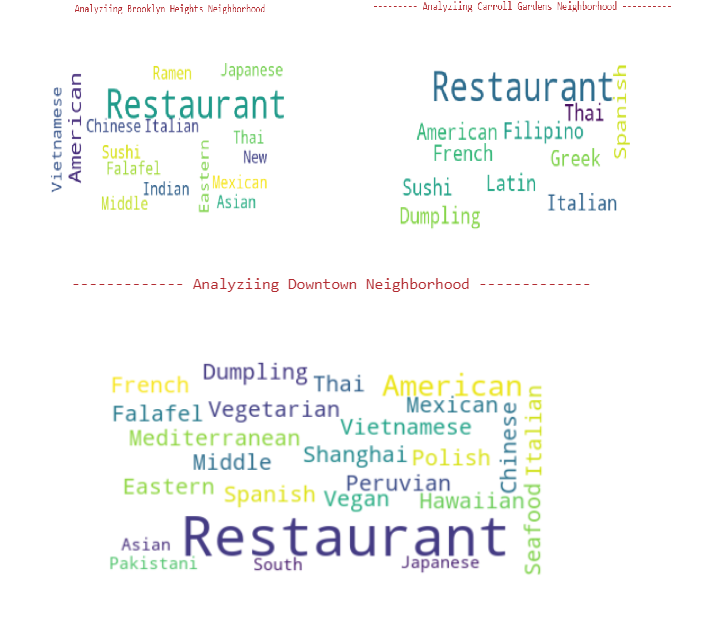 Analyziing Brooklyn Heights Neighborhood
Ramen Japanese
American
Vietnamese
Restaurant
Chinese Italian
Thai
Sushi
New
Falafel
Eastern
Indian
Mexican
Middle
Asian
--------- Analyziing Carroll Gardens Neighborhood ----------
Restaurant
Spanish
Thai
American Filipino
French
Greek
Sushi
Latin
Italian
Dumpling
------------- Analyziing Downtown Neighborhood -------------
Dumpling
French
Thai
American
Falafel
Vegetarian
Mexican
Vietnamese
Chinese
Italian
Mediterranean
Shanghai
Polish
Middle
Peruvian
Eastern
Spanish
Vegan
Hawaiian
Seafood
Restaurant
Asian
Pakistani
South
Japanese